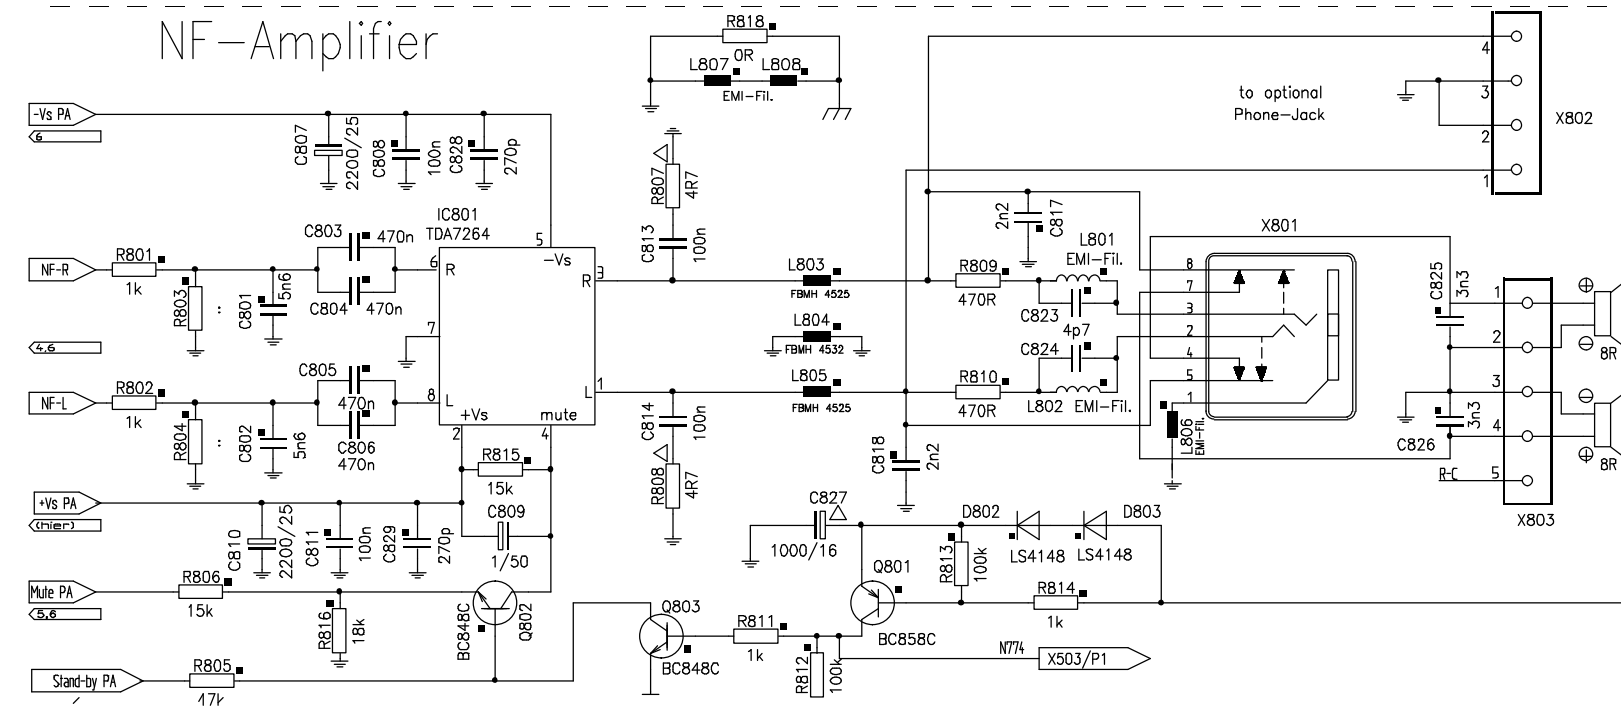 NF-Amplifier
R818
OR
L807 L808
EMI-Fil.
4
3
2
1
to optional
Phone-Jack
X802
-Vs PA
6
C807
2200/25
C808
100n
C828
270p
R807
4R7
C813
100n
IC801
TDA7264
5
-Vs
6
R
7
8
L
+Vs
mute
2
4
R
3
L
1
NF-R
R801
1k
R803
:
C801
5n6
C803
470n
C804
470n
4,6
NF-L
R802
1k
R804
:
C802
5n6
C805
470n
C806
470n
L803
FBMH 4525
L804
FBMH 4532
L805
FBMH 4525
C814
100n
R808
4R7
2n2
C817
L801
EMI-Fil.
R809
470R
C823
4p7
C824
R810
470R
L802 EMI-Fil.
C818
2n2
X801
8
7
3
2
4
5
1
L806
EMI-Fil.
C825
3n3
C826
3n3
1
2
3
4
5
R-C
X803
8R
8R
+Vs PA
(hier)
C810
2200/25
C811
100n
C829
270p
R815
15k
C809
1/50
Mute PA
5,6
R806
15k
R816
18k
BC848C
Q802
Stand-by PA
R805
47k
Q803
BC848C
R811
1k
R812
100k
C827
1000/16
Q801
BC858C
D802
LS4148
D803
LS4148
R813
100k
R814
1k
N774
X503/P1